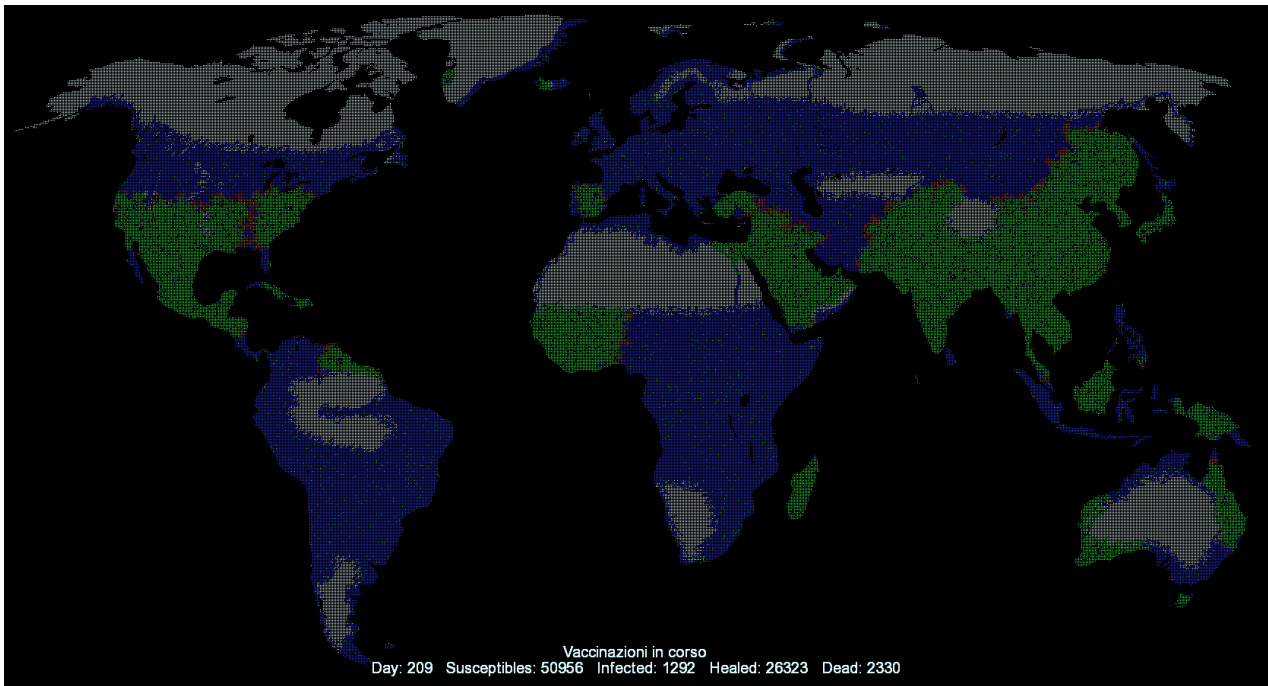 Vaccinazioni in corso
Day: 209 Susceptibles: 50956 Infected: 1292 Healed: 26323 Dead: 2330